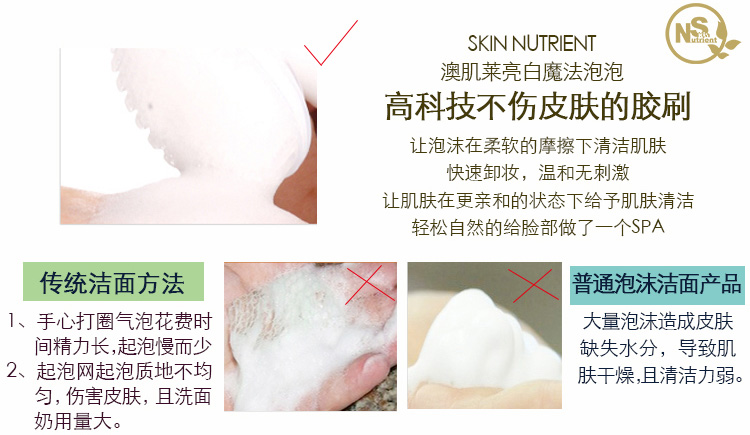 NS
Nutrient
SKIN NUTRIENT
澳肌莱亮白魔法泡泡
高科技不伤皮肤的胶刷
让泡沫在柔软的摩擦下清洁肌肤
快速卸妆，温和无刺激
让肌肤在更亲和的状态下给予肌肤清洁
轻松自然的给脸部做了一个SPA
传统洁面方法
1、手心打圈气泡花费时
间精力长,起泡慢而少
2、起泡网起泡质地不均
匀，伤害皮肤，且洗面
奶用量大。
普通泡沫洁面产品
大量泡沫造成皮肤
缺失水分，导致肌
肤干燥,且清洁力弱。